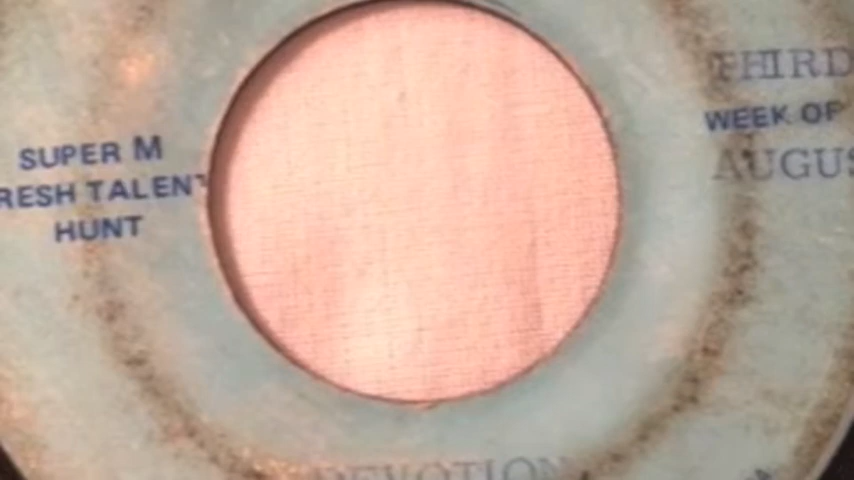 SUPER M
RESH TALENT
HUNT
THIRD
WEEK OF
AUGUS
DEVOTION